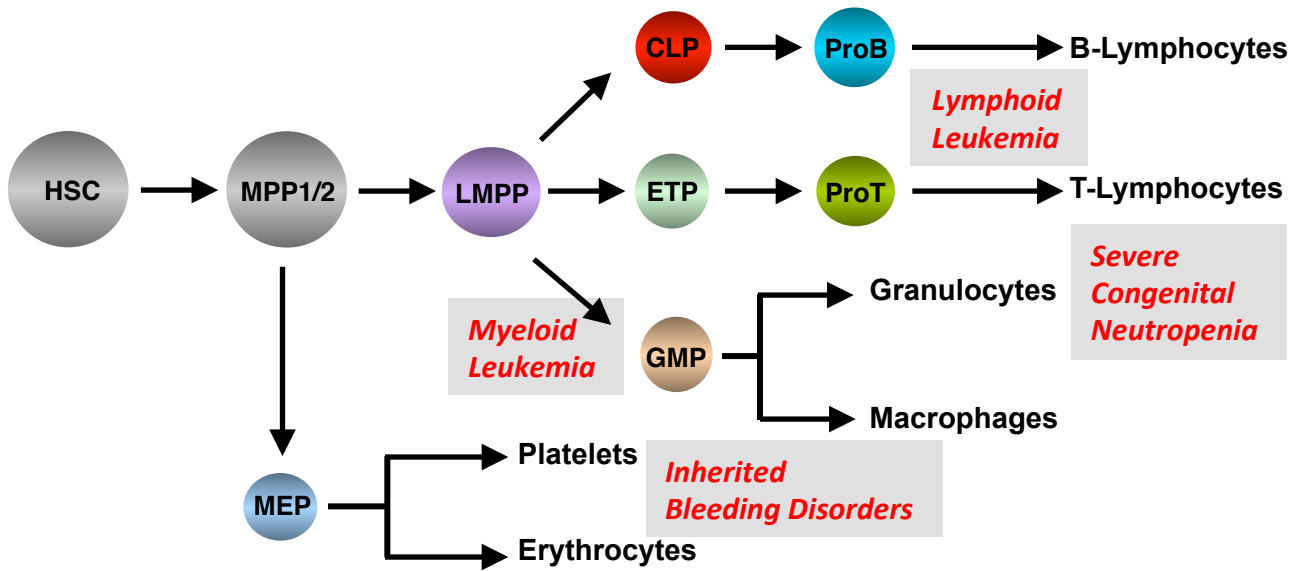 CLP
ProB
B-Lymphocytes
Lymphoid
Leukemia
HSC
MPP1/2
LMPP
ETP
ProT
T-Lymphocytes
Severe
Congenital
Neutropenia
Granulocytes
Myeloid
Leukemia
GMP
Macrophages
Platelets
Inherited
Bleeding Disorders
MEP
Erythrocytes